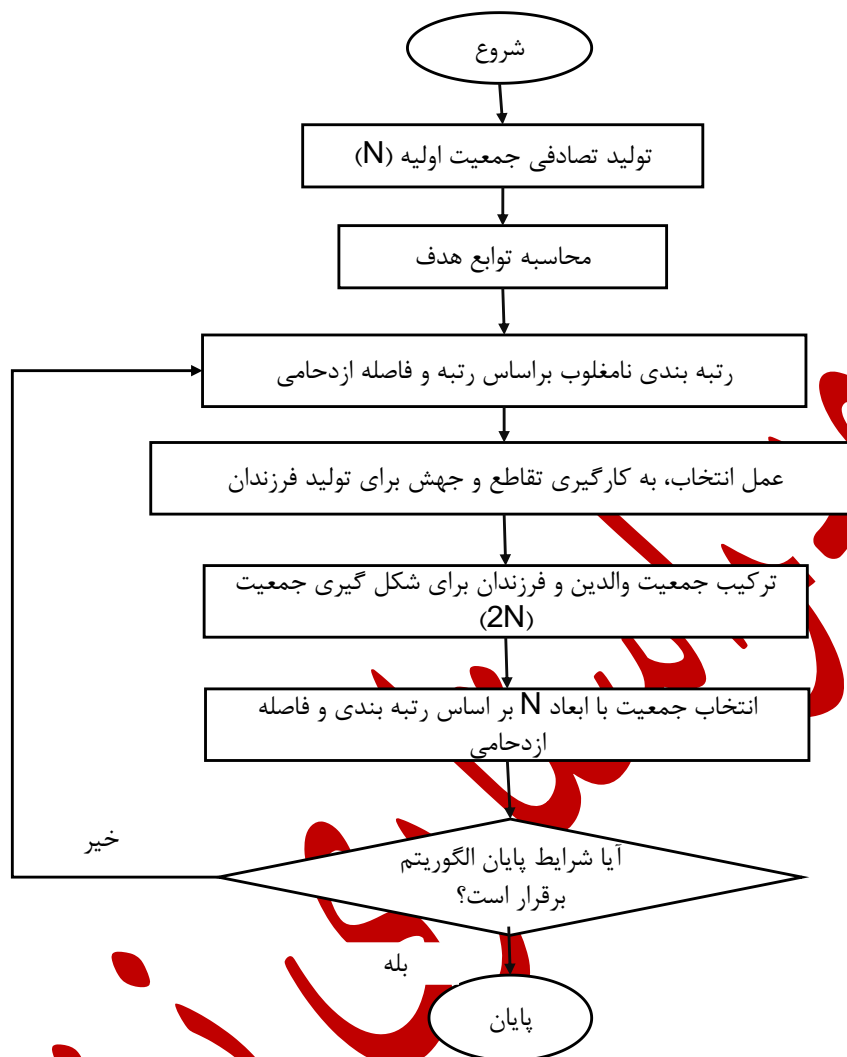 شروع
تولید تصادفی جمعیت اولیه (N)
محاسبه توابع هدف
رتبه بندی نامغلوب براساس رتبه و فاصله ازدحامی
عمل انتخاب، به کارگیری تقاطع و جهش برای تولید فرزندان
ترکیب جمعیت والدین و فرزندان برای شکل گیری جمعیت
(2N)
انتخاب جمعیت با ابعاد N بر اساس رتبه بندی و فاصله
ازدحامی
خیر
آیا شرایط پایان الگوریتم
برقرار است؟
بله
پایان